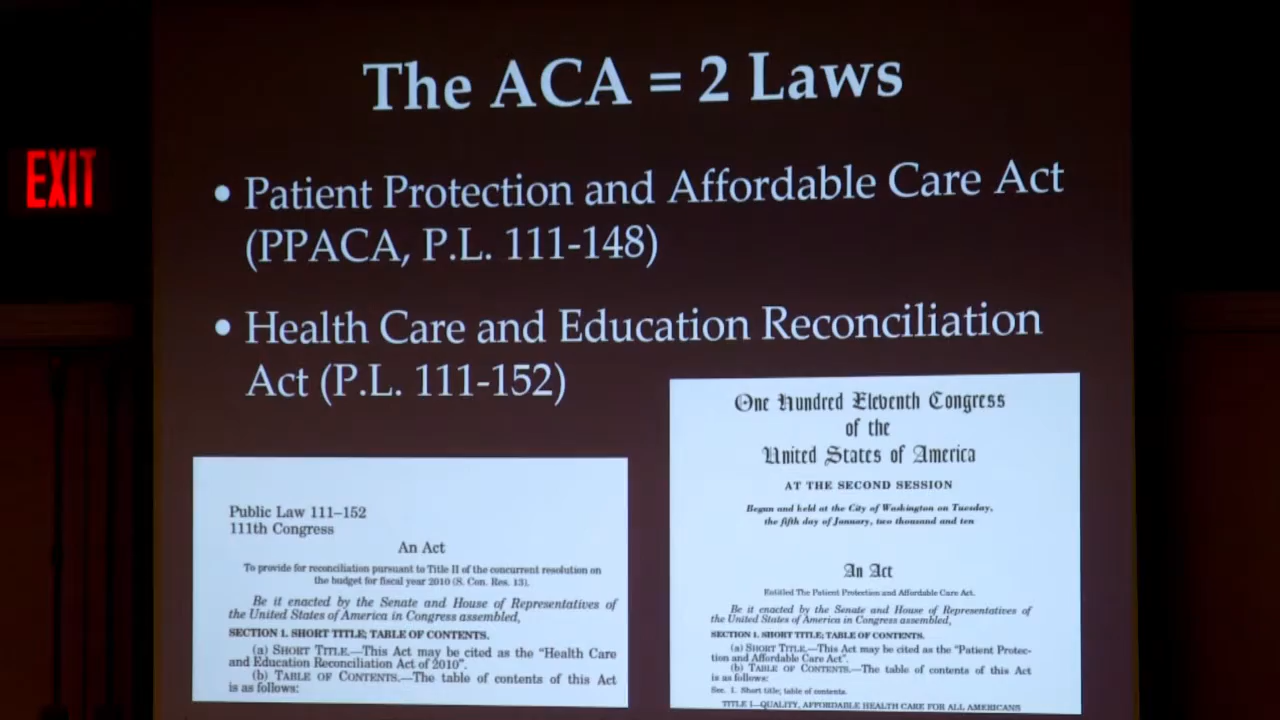 The ACA = 2 Laws
EXIT
• Patient Protection and Affordable Care Act
(PPACA, P.L. 111-148)
• Health Care and Education Reconciliation
Act (P.L. 111-152)
Public Law 111–152
111th Congress
An Act
To provide for reconciliation pursuant to Title II of the concurrent resolution on
the budget for fiscal year 2010 (S. Con. Res. 13).
Be it enacted by the Senate and House of Representatives of
the United States of America in Congress assembled,
SECTION 1. SHORT TITLE; TABLE OF CONTENTS.
(a) SHORT TITLE.—This Act may be cited as the “Health Care
and Education Reconciliation Act of 2010”.
(b) TABLE OF CONTENTS.—The table of contents of this Act
is as follows:
One Hundred Eleventh Congress
of the
United States of America
AT THE SECOND SESSION
Begun and held at the City of Washington on Tuesday,
the fifth day of January, two thousand and ten
An Act
Entitled The Patient Protection and Affordable Care Act.
Be it enacted by the Senate and House of Representatives of
the United States of America in Congress assembled,
SECTION 1. SHORT TITLE; TABLE OF CONTENTS.
(a) SHORT TITLE.—This Act may be cited as the “Patient Protec-
tion and Affordable Care Act”.
(b) TABLE OF CONTENTS.—The table of contents of this Act
is as follows:
Sec. 1. Short title; table of contents.
TITLE I—QUALITY, AFFORDABLE HEALTH CARE FOR ALL AMERICANS